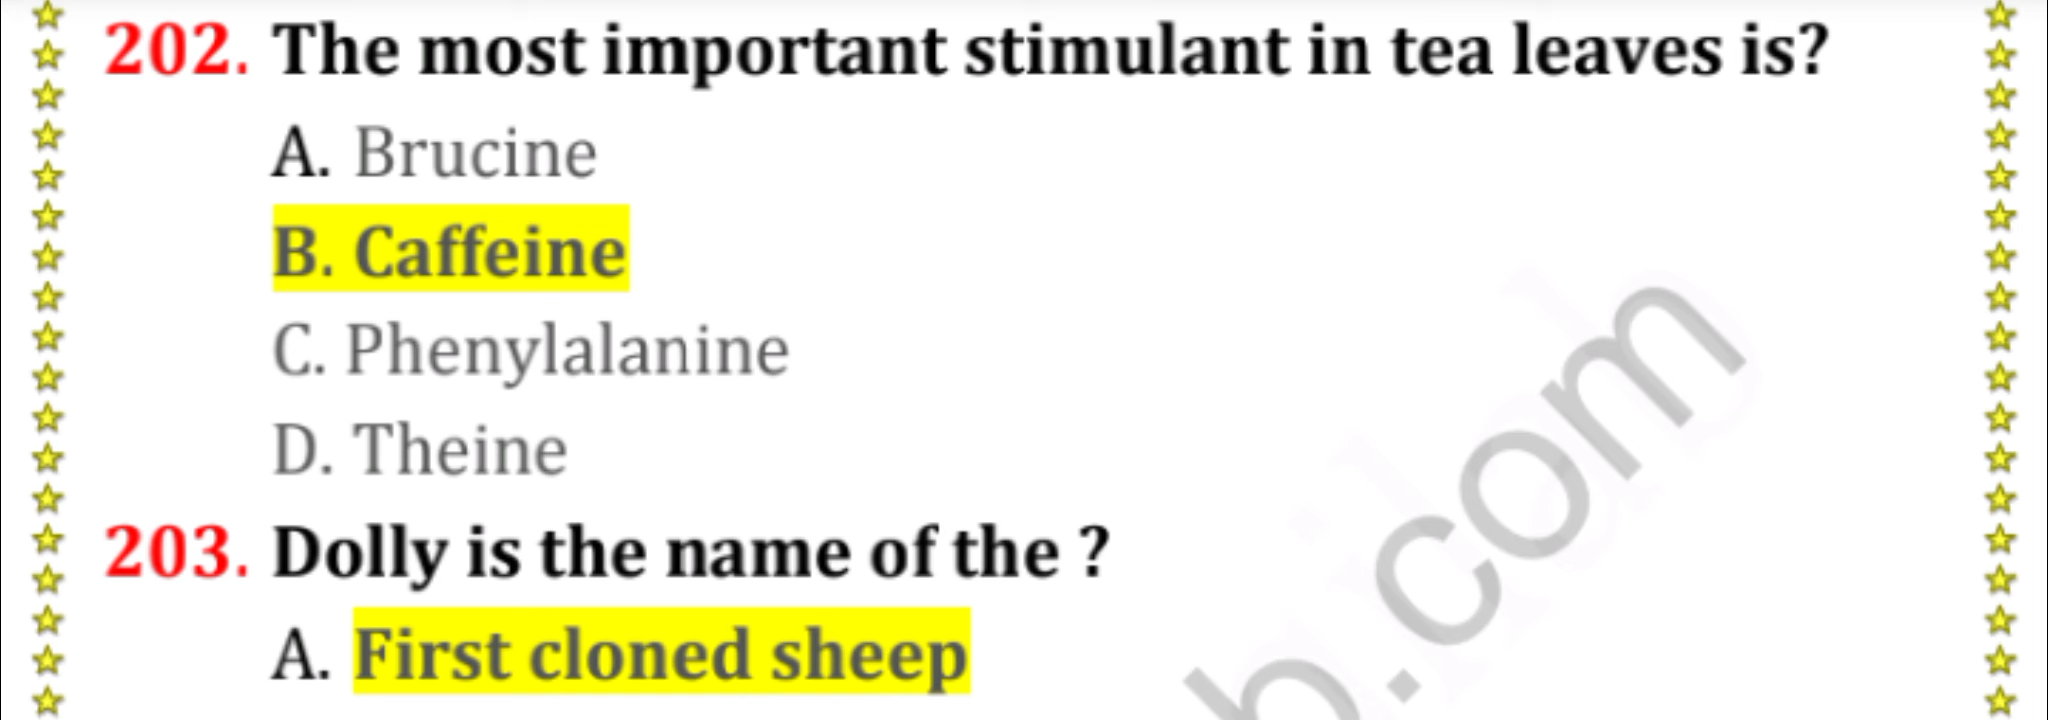 202. The most important stimulant in tea leaves is?
A. Brucine
B. Caffeine
C. Phenylalanine
D. Theine
203. Dolly is the name of the ?
A. First cloned sheep
b.com